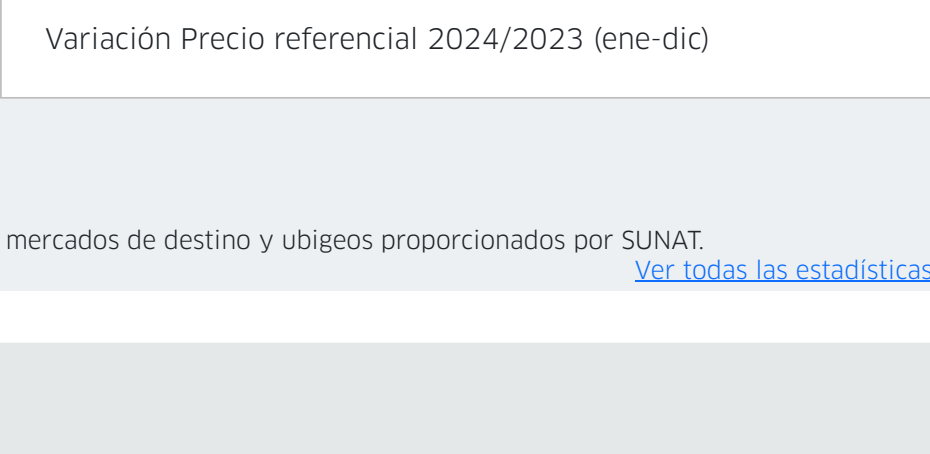 Variación Precio referencial 2024/2023 (ene-dic)
mercados de destino y ubigeos proporcionados por SUNAT.
Ver todas las estadísticas